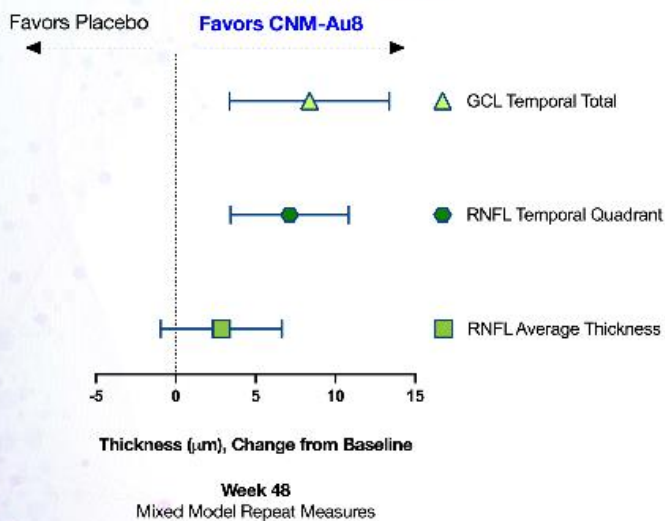 Favors Placebo
Favors CNM-Au8
GCL Temporal Total
RNFL Temporal Quadrant
RNFL Average Thickness
-5 0 5 10 15
Thickness (μm), Change from Baseline
Week 48
Mixed Model Repeat Measures